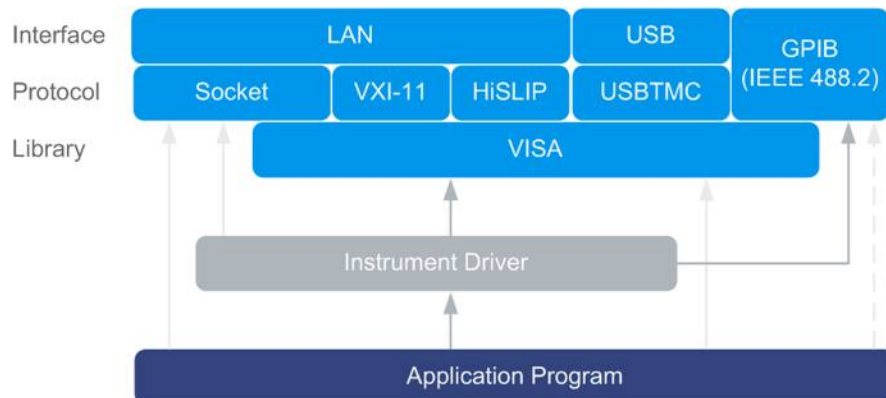 Interface
LAN
USB
GPIB
(IEEE 488.2)
Protocol
Socket
VXI-11
HiSLIP
USBTMC
Library
VISA
Instrument Driver
Application Program